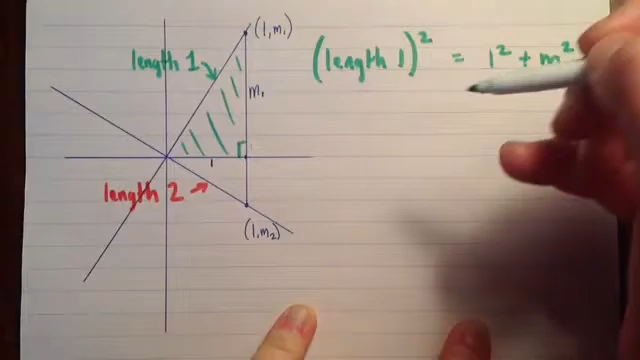 (1, m₁)
length 1
(length 1)² = 1² + m²
m₁
1
length 2
(1, m₂)